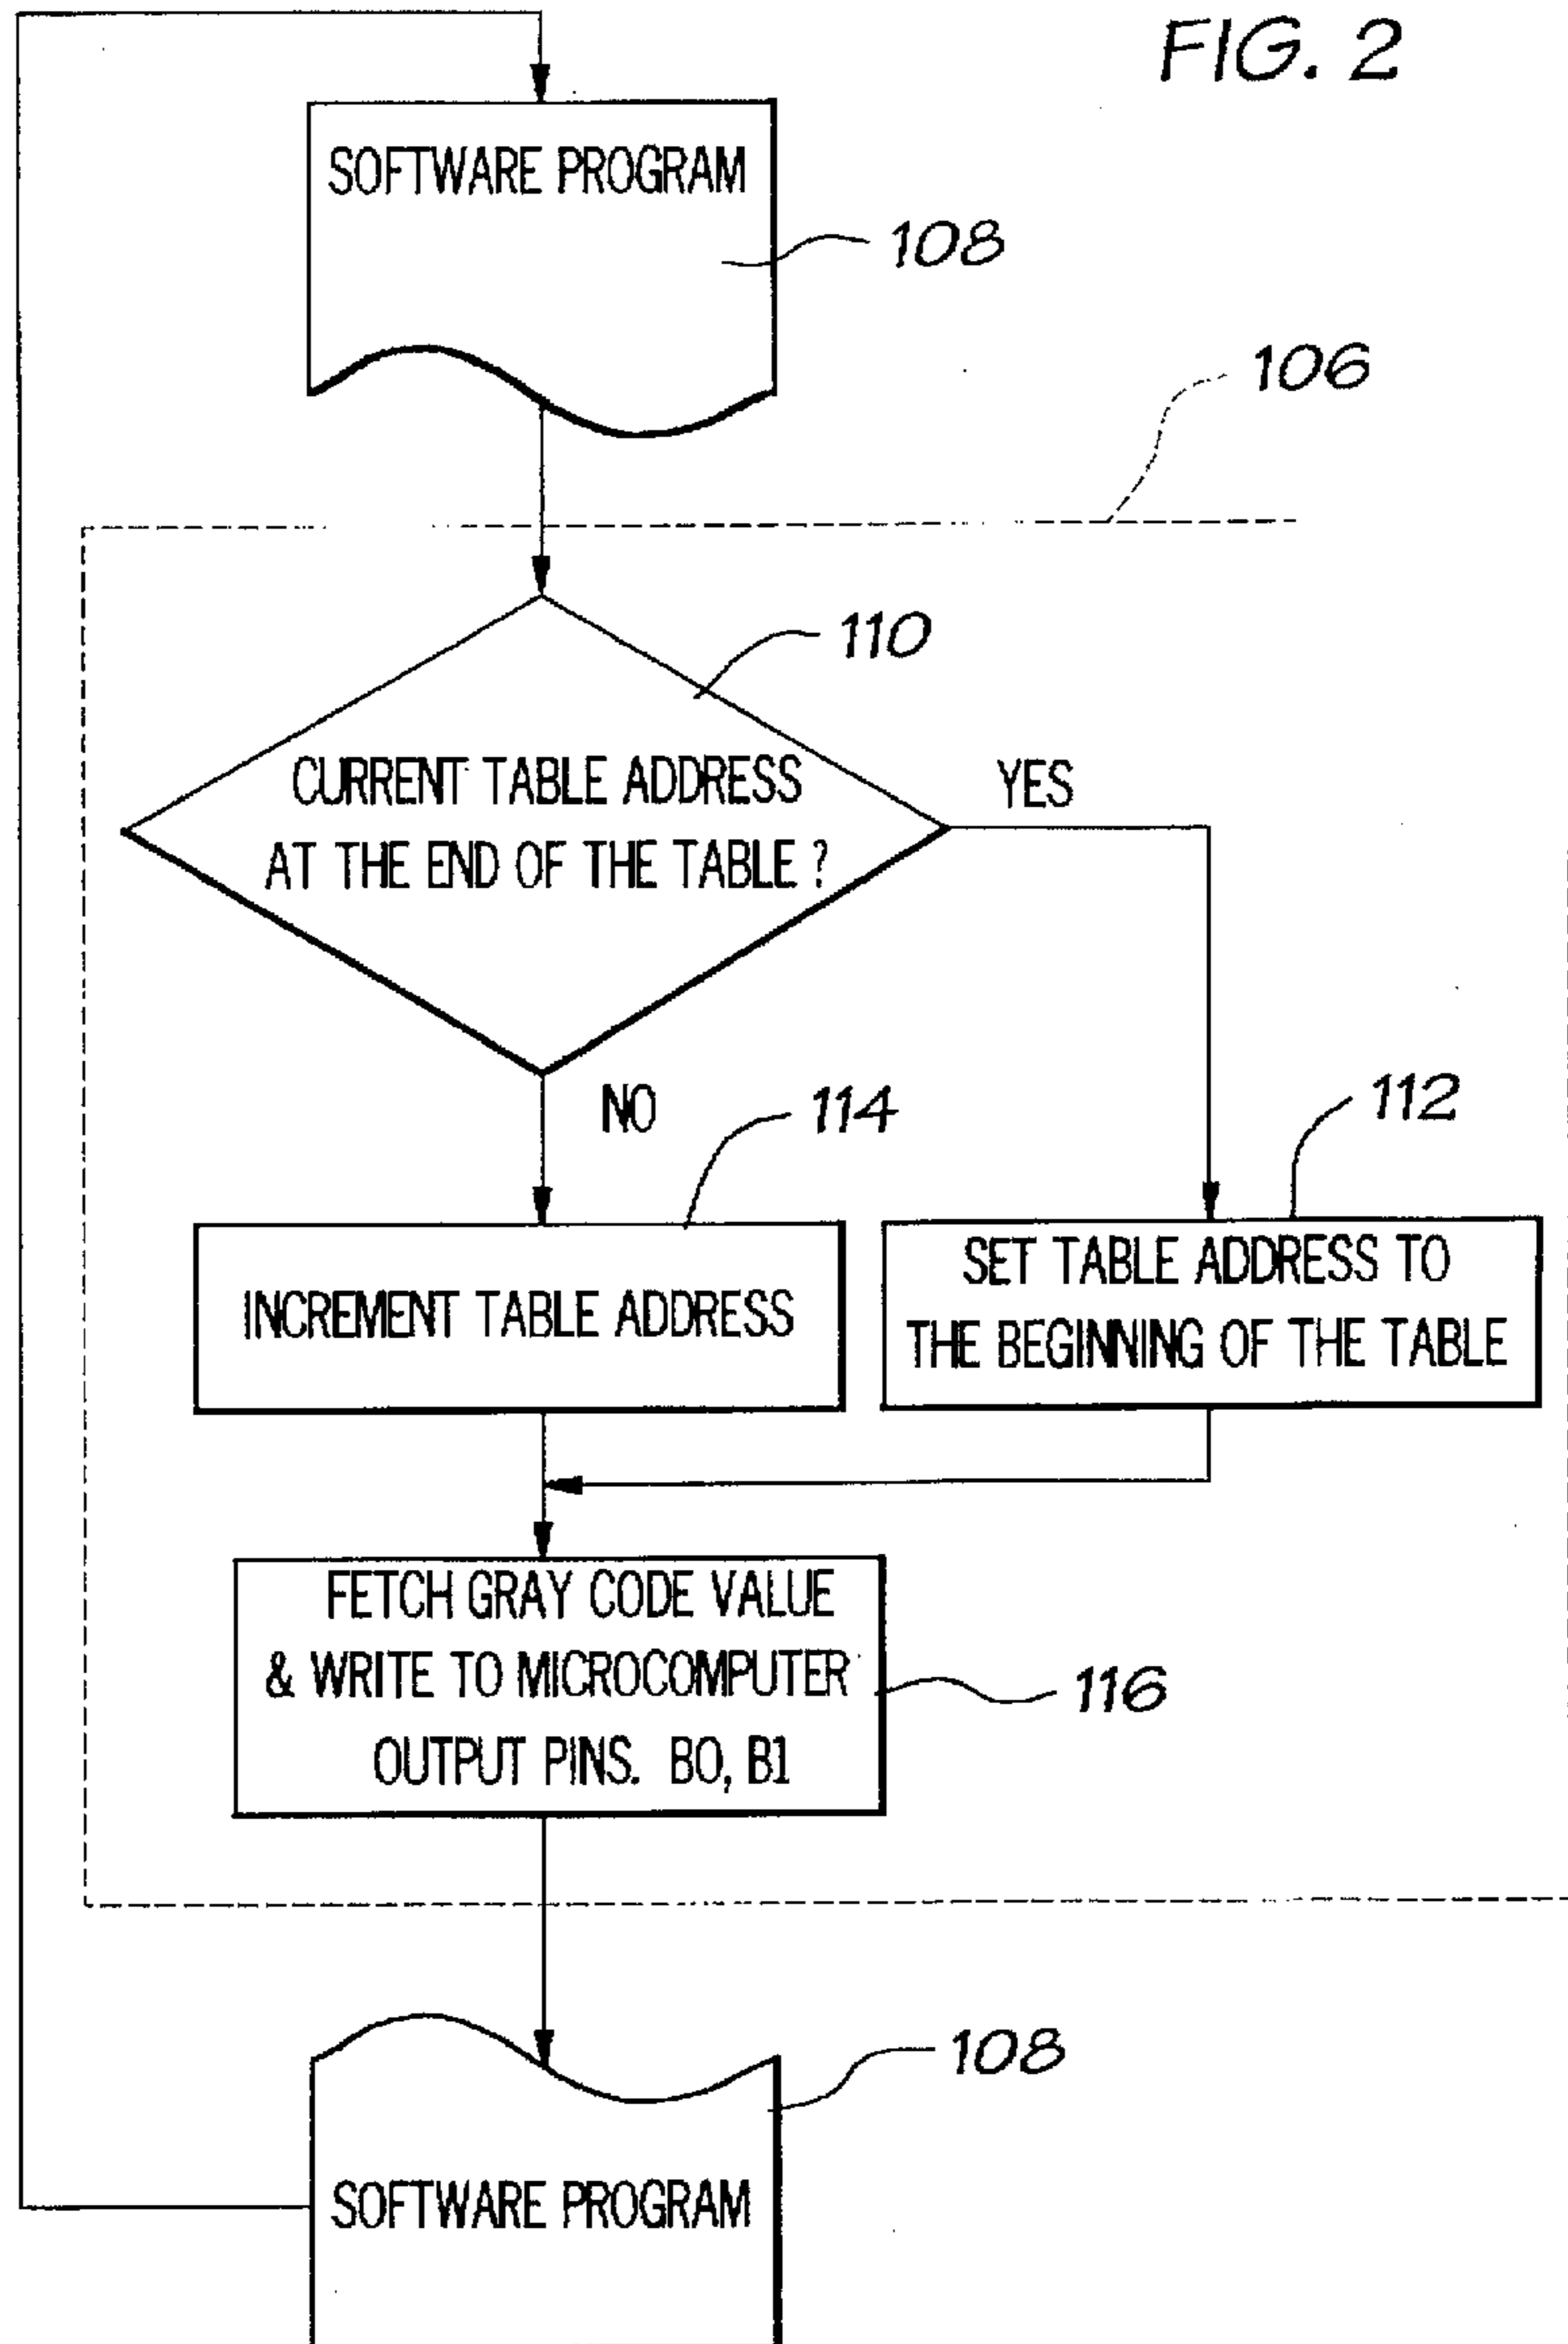 FIG. 2
SOFTWARE PROGRAM
108
106
110
CURRENT TABLE ADDRESS
AT THE END OF THE TABLE ?
YES
NO
114
112
INCREMENT TABLE ADDRESS
SET TABLE ADDRESS TO
THE BEGINNING OF THE TABLE
FETCH GRAY CODE VALUE
& WRITE TO MICROCOMPUTER
OUTPUT PINS. B0, B1
116
108
SOFTWARE PROGRAM